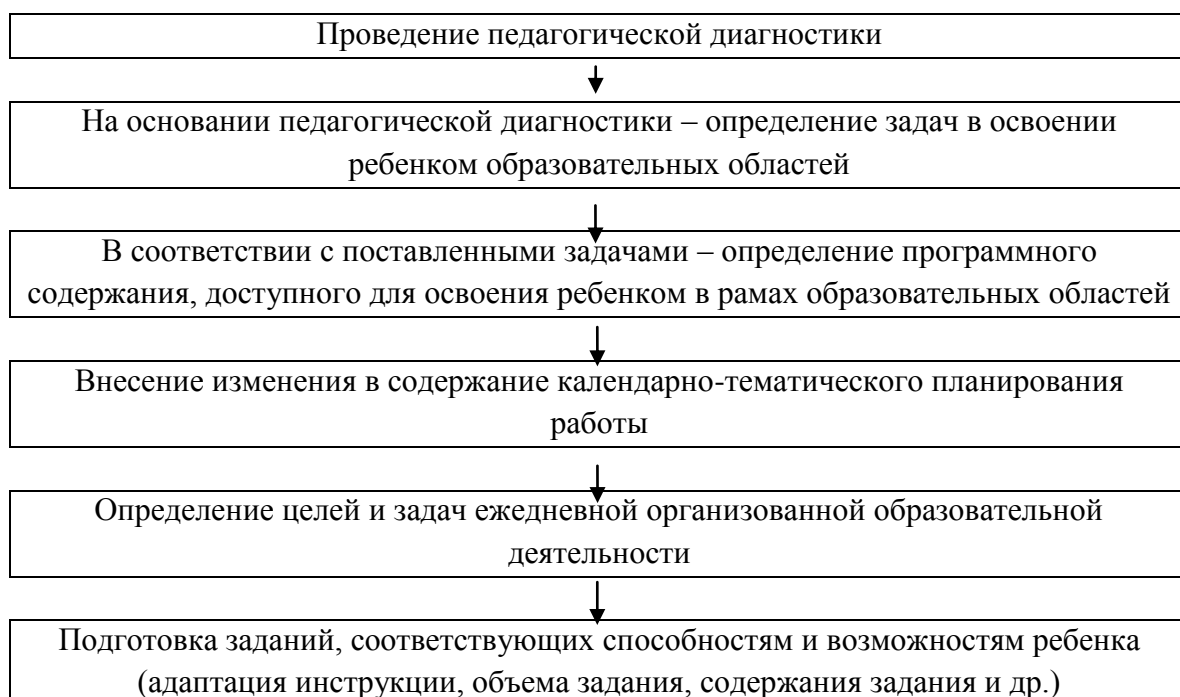 Проведение педагогической диагностики
На основании педагогической диагностики – определение задач в освоении
ребенком образовательных областей
В соответствии с поставленными задачами – определение программного
содержания, доступного для освоения ребенком в рамах образовательных областей
Внесение изменения в содержание календарно-тематического планирования
работы
Определение целей и задач ежедневной организованной образовательной
деятельности
Подготовка заданий, соответствующих способностям и возможностям ребенка
(адаптация инструкции, объема задания, содержания задания и др.)